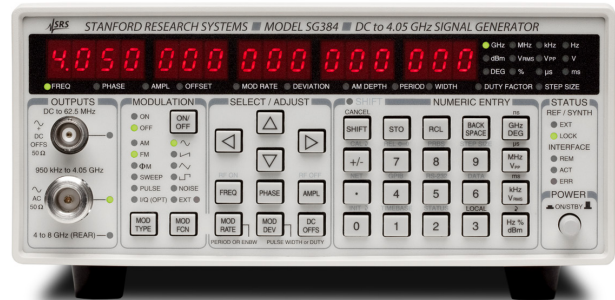 SRS STANFORD RESEARCH SYSTEMS MODEL SG384 DC to 4.05 GHz SIGNAL GENERATOR
4.050 000 000 000
GHz MHz kHz Hz
dBm VRMS VPP V
DEG % µs ms
FREQ PHASE AMPL OFFSET MOD RATE DEVIATION AM DEPTH PERIOD WIDTH DUTY FACTOR STEP SIZE
OUTPUTS
DC to 62.5 MHz
DC
OFFS
50 Ω
950 kHz to 4.05 GHz
AC
50 Ω
4 to 8 GHz (REAR)
MODULATION
ON
OFF
ON/
OFF
AM
FM
ΦM
SWEEP
PULSE NOISE
I/Q (OPT) EXT
MOD
TYPE
MOD
FCN
SELECT / ADJUST
FREQ PHASE AMPL
MOD
RATE
MOD
DEV
DC
OFFS
PERIOD OR ENBW PULSE WIDTH or DUTY
SHIFT NUMERIC ENTRY
CANCEL ns
SHIFT STO RCL BACK
SPACE
GHz
DEG
µs
+/- 7 8 9 MHz
V
ms
• 4 5 6 kHz
LOCAL
0 1 2 3 Hz %
dBm
STATUS
REF / SYNTH
EXT
LOCK
INTERFACE
REM
ACT
ERR
POWER
ON/STBY